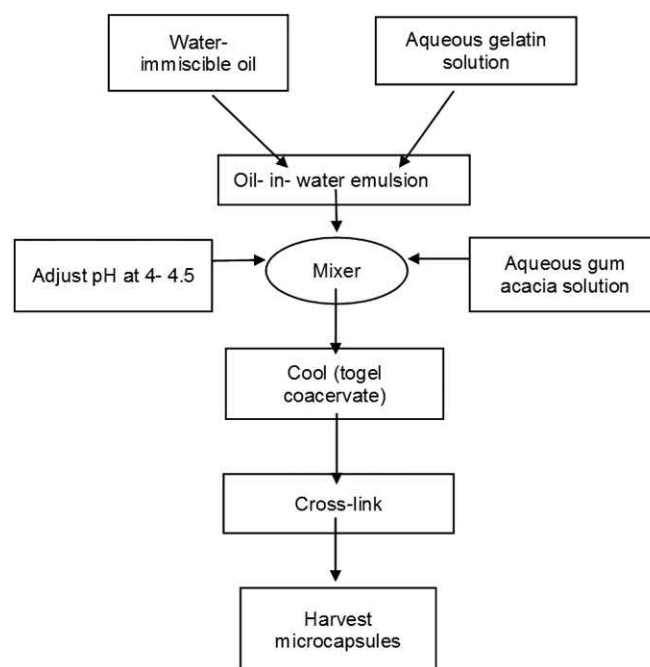 Water-
immiscible oil
Aqueous gelatin
solution
Oil- in- water emulsion
Adjust pH at 4- 4.5
Mixer
Aqueous gum
acacia solution
Cool (togel
coacervate)
Cross-link
Harvest
microcapsules